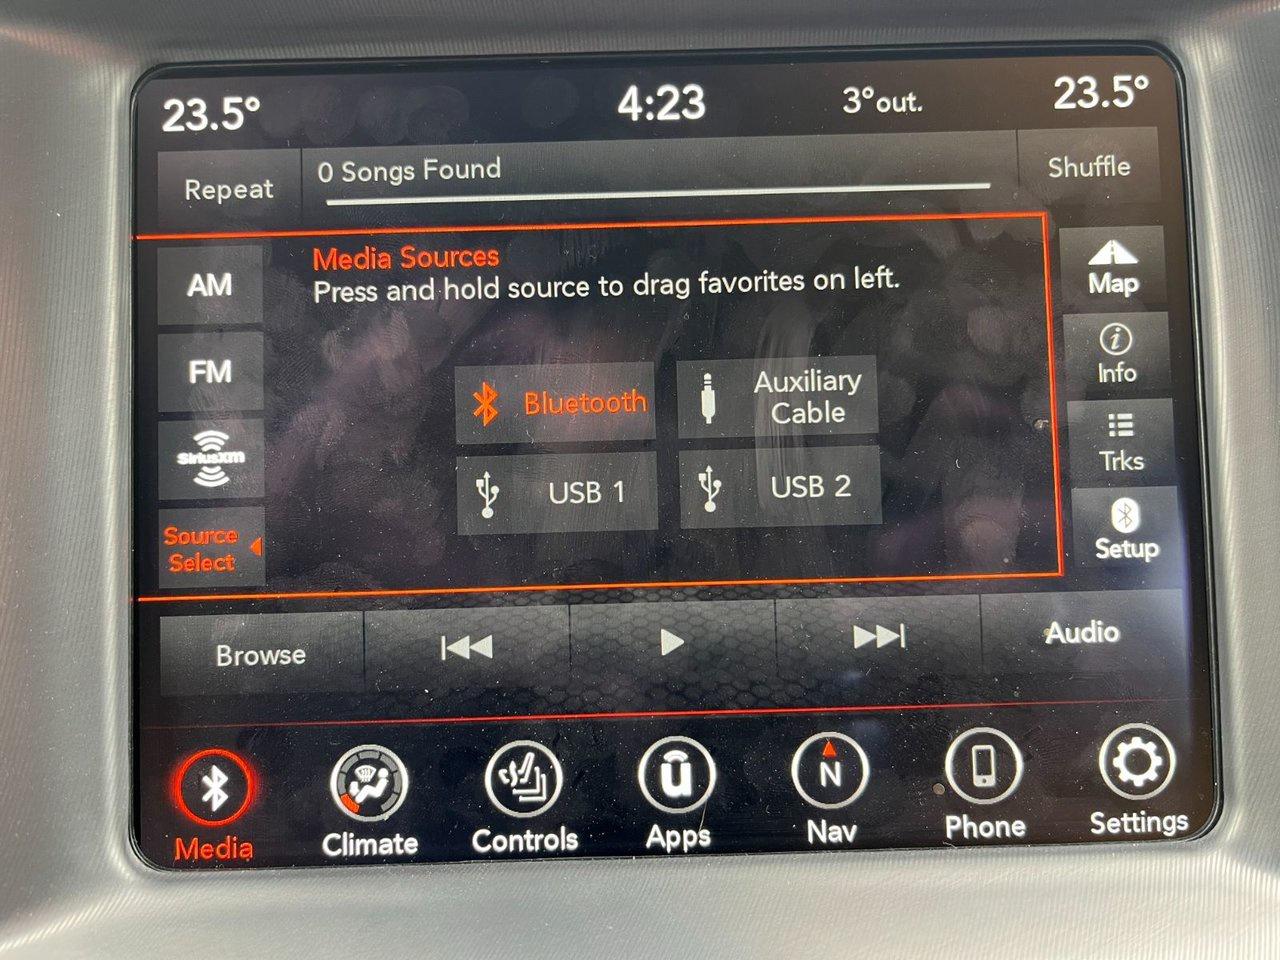 23.5°
4:23
3°out.
23.5°
Repeat
0 Songs Found
Shuffle
Media Sources
Press and hold source to drag favorites on left.
AM
FM
SiriusXM
Source
Select
Bluetooth
Auxiliary
Cable
USB 1
USB 2
Map
Info
Trks
Setup
Browse
Audio
Media
Climate
Controls
Apps
N
Nav
Phone
Settings